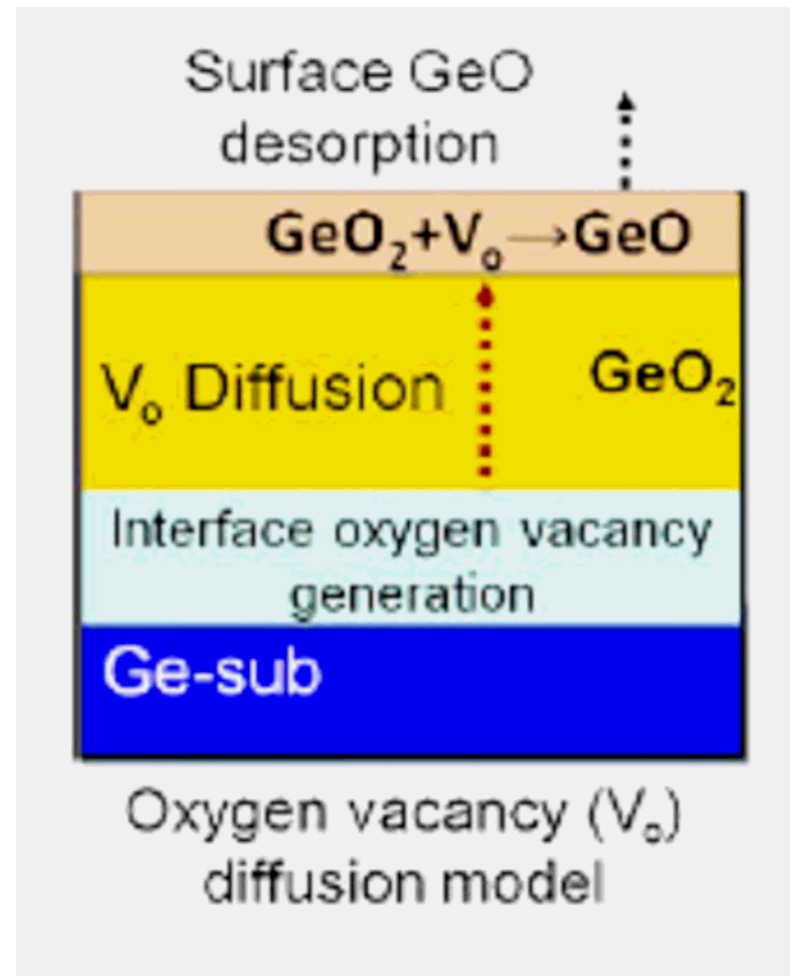 Surface GeO
desorption
GeO₂+Vₒ→GeO
Vₒ Diffusion
GeO₂
Interface oxygen vacancy
generation
Ge-sub
Oxygen vacancy (Vₒ)
diffusion model